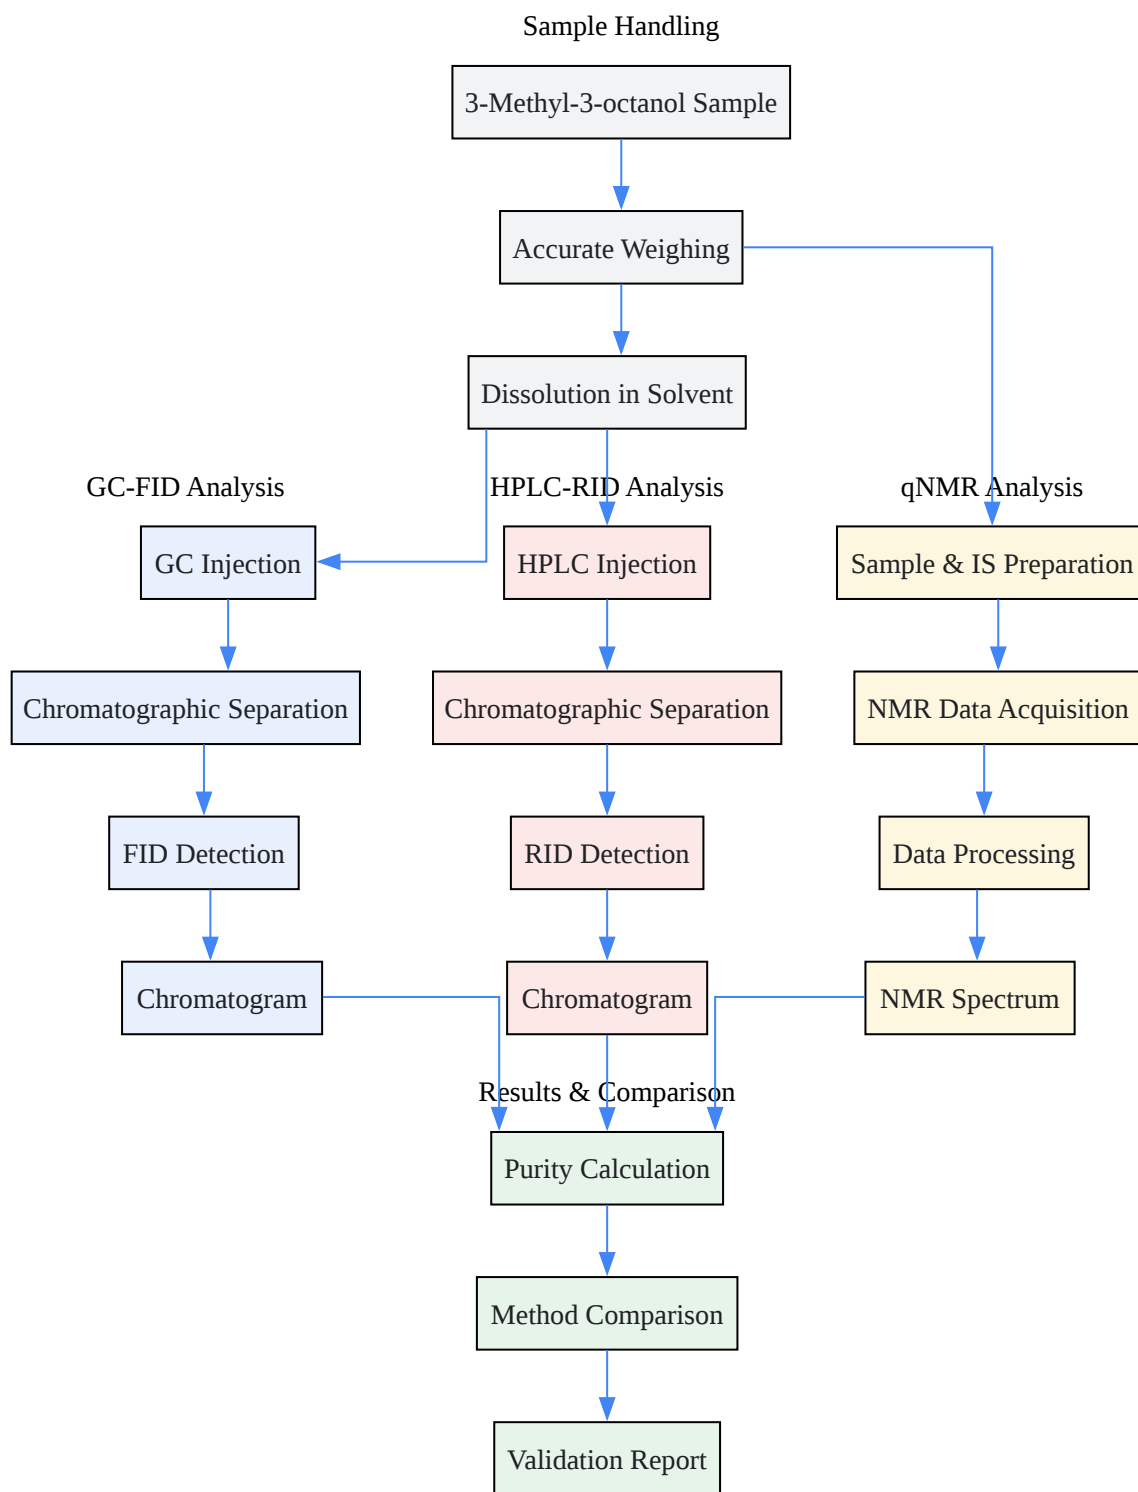 Sample Handling
3-Methyl-3-octanol Sample
Accurate Weighing
Dissolution in Solvent
GC-FID Analysis
HPLC-RID Analysis
qNMR Analysis
GC Injection
HPLC Injection
Sample & IS Preparation
Chromatographic Separation
Chromatographic Separation
NMR Data Acquisition
FID Detection
RID Detection
Data Processing
Chromatogram
Chromatogram
NMR Spectrum
Results & Comparison
Purity Calculation
Method Comparison
Validation Report